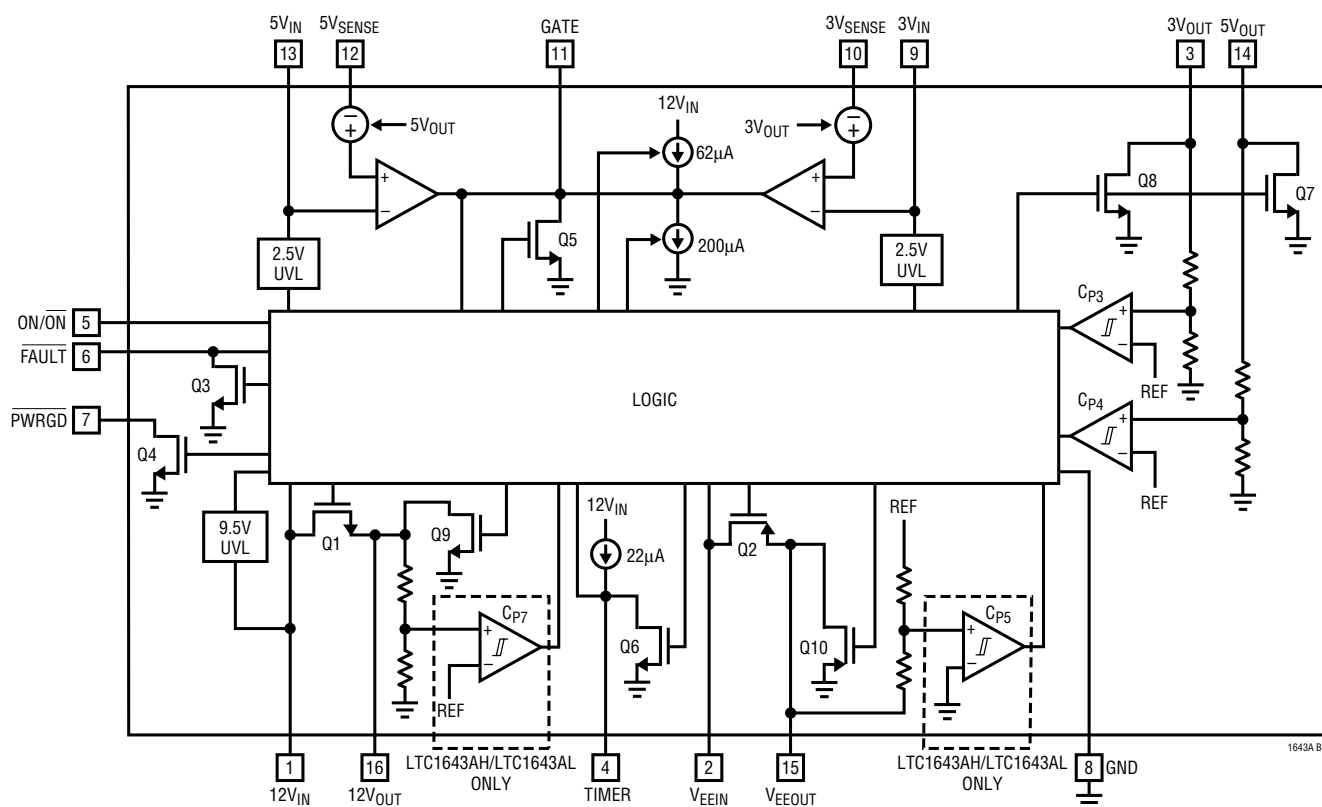 5VIN 5VSENSE GATE 3VSENSE 3VIN 3VOUT 5VOUT
13 12 11 10 9 3 14
12VIN
− + 5VOUT 3VOUT − +
62µA
+ − + − Q8 Q7
2.5V UVL Q5 200µA 2.5V UVL
CP3
ON/O̅N̅ 5 + −
F̅A̅U̅L̅T̅ 6
Q3 REF
LOGIC CP4
P̅W̅R̅G̅D̅ 7 + −
Q4
REF
12VIN REF
9.5V UVL Q1 Q9 22µA Q2
CP7 CP5
+ − Q6 Q10 + −
REF
1643A B
1 16 LTC1643AH/LTC1643AL 4 2 15 LTC1643AH/LTC1643AL 8 GND
12VIN 12VOUT ONLY TIMER VEEIN VEEOUT ONLY